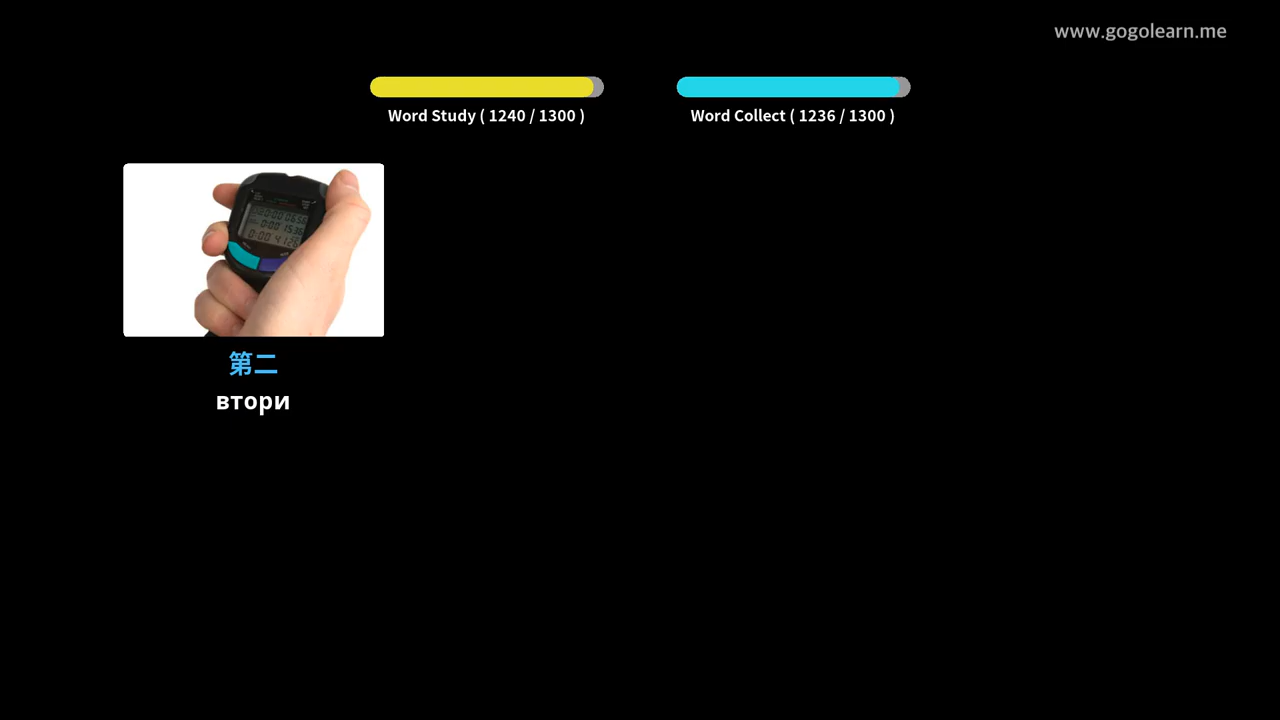 www.gogolearn.me
Word Study ( 1240 / 1300 )
Word Collect ( 1236 / 1300 )
第二
втори